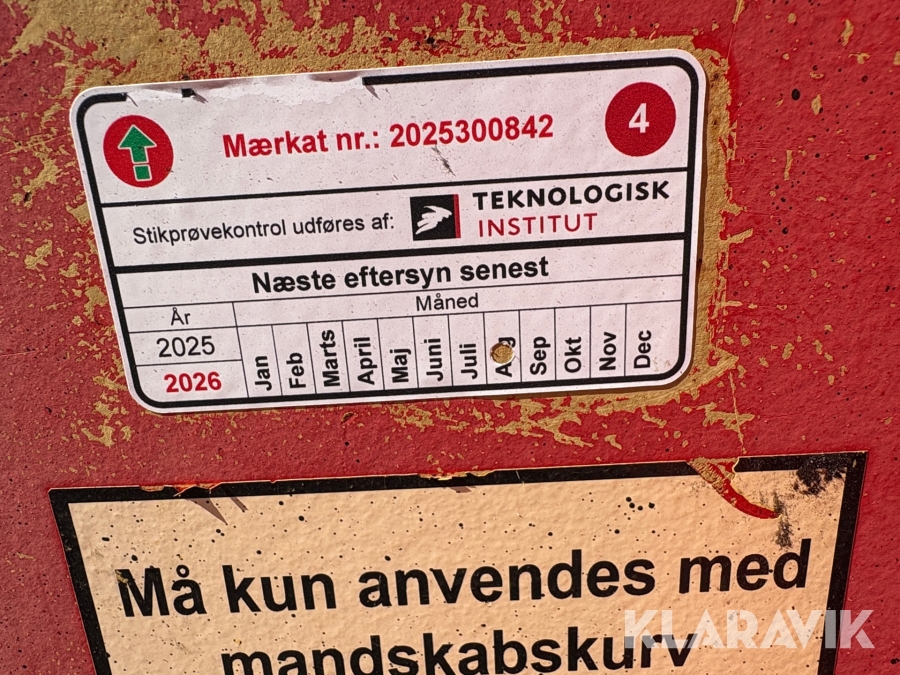 Mærkat nr.: 2025300842
4
Stikprøvekontrol udføres af:
TEKNOLOGISK
INSTITUT
Næste eftersyn senest
År
Måned
2025
2026
Jan Feb Marts April Maj Juni Juli Aug Sep Okt Nov Dec
Må kun anvendes med
mandskabskurv
KLARAVIK